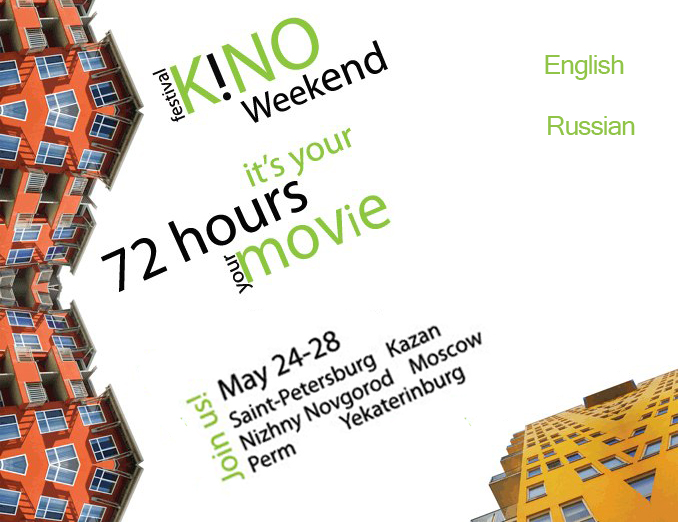 festival
K!NO
Weekend
it's your
72 hours
your
movie
Join us!
May 24-28
Saint-Petersburg Kazan
Nizhny Novgorod Moscow
Perm Yekaterinburg
English
Russian